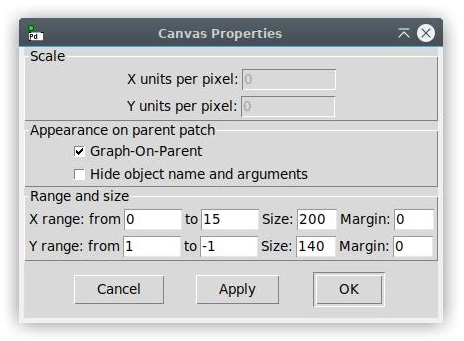 Pd
Canvas Properties
Scale
X units per pixel: 0
Y units per pixel: 0
Appearance on parent patch
Graph-On-Parent
Hide object name and arguments
Range and size
X range: from 0 to 15 Size: 200 Margin: 0
Y range: from 1 to -1 Size: 140 Margin: 0
Cancel Apply OK